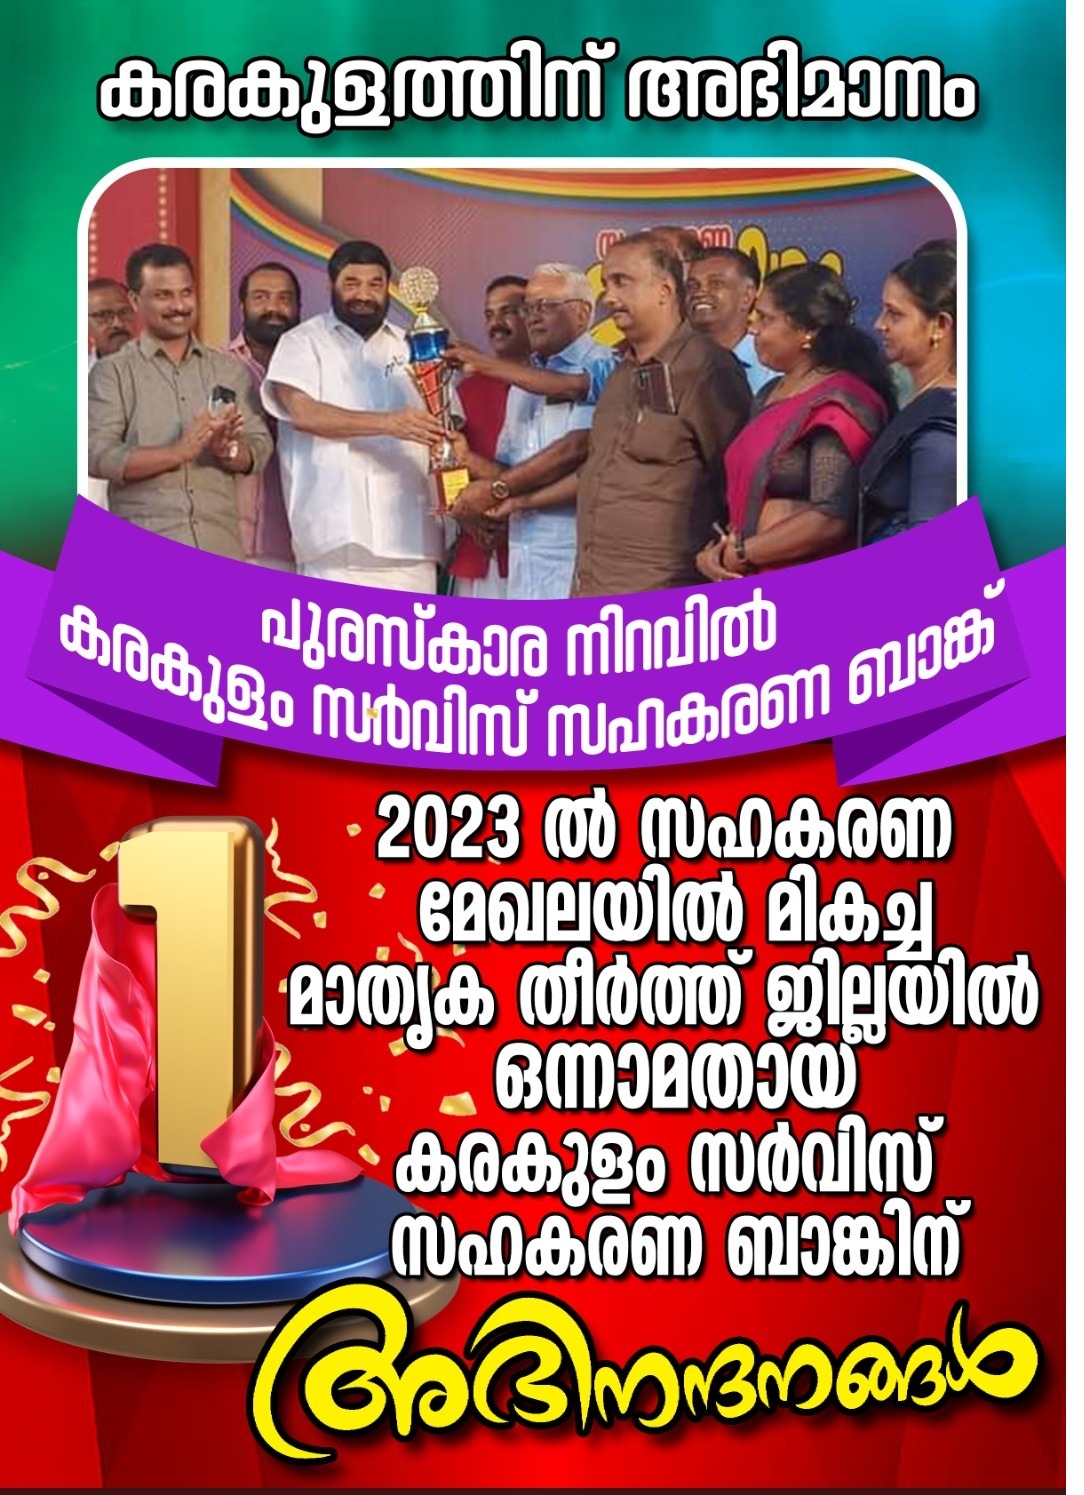 കരകുളത്തിന് അഭിമാനം
സഹകരണ
പുരസ്കാര നിറവിൽ
കരകുളം സർവിസ് സഹകരണ ബാങ്ക്
1
2023 ൽ സഹകരണ
മേഖലയിൽ മികച്ച
മാതൃക തീർത്ത് ജില്ലയിൽ
ഒന്നാമതായ്
കരകുളം സർവിസ്
സഹകരണ ബാങ്കിന്
അഭിനന്ദനങ്ങൾ